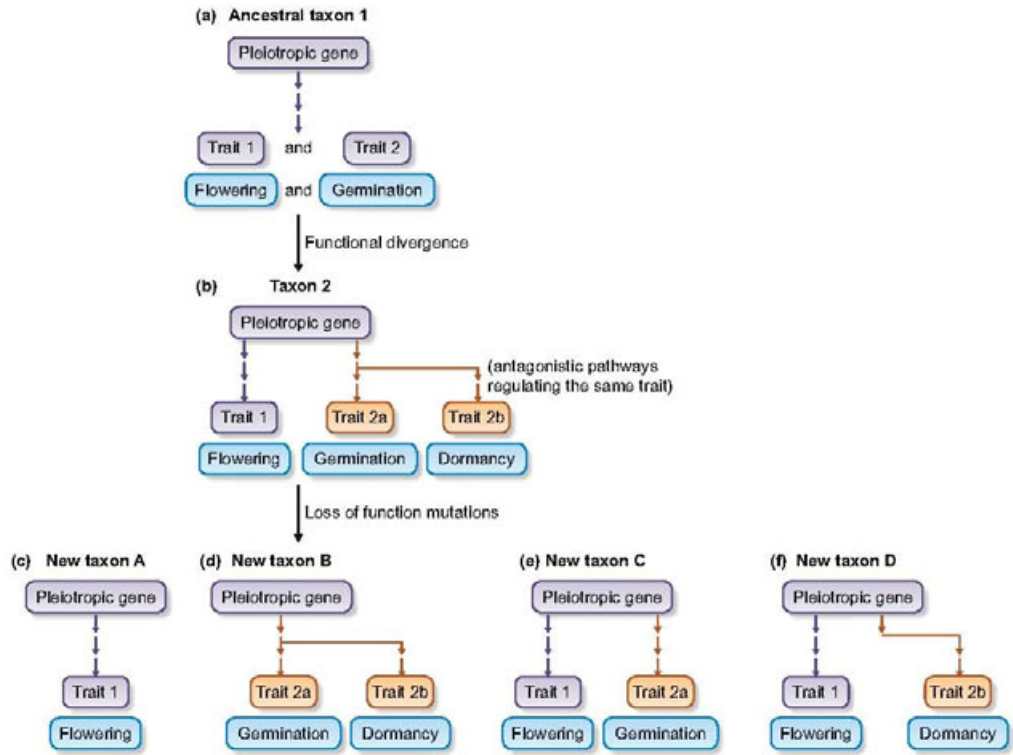 (a) Ancestral taxon 1
Pleiotropic gene
Trait 1 and Trait 2
Flowering and Germination
Functional divergence
(b) Taxon 2
Pleiotropic gene
(antagonistic pathways
regulating the same trait)
Trait 1 Trait 2a Trait 2b
Flowering Germination Dormancy
Loss of function mutations
(c) New taxon A (d) New taxon B (e) New taxon C (f) New taxon D
Pleiotropic gene Pleiotropic gene Pleiotropic gene Pleiotropic gene
Trait 1 Trait 2a Trait 2b Trait 1 Trait 2a Trait 1 Trait 2b
Flowering Germination Dormancy Flowering Germination Flowering Dormancy